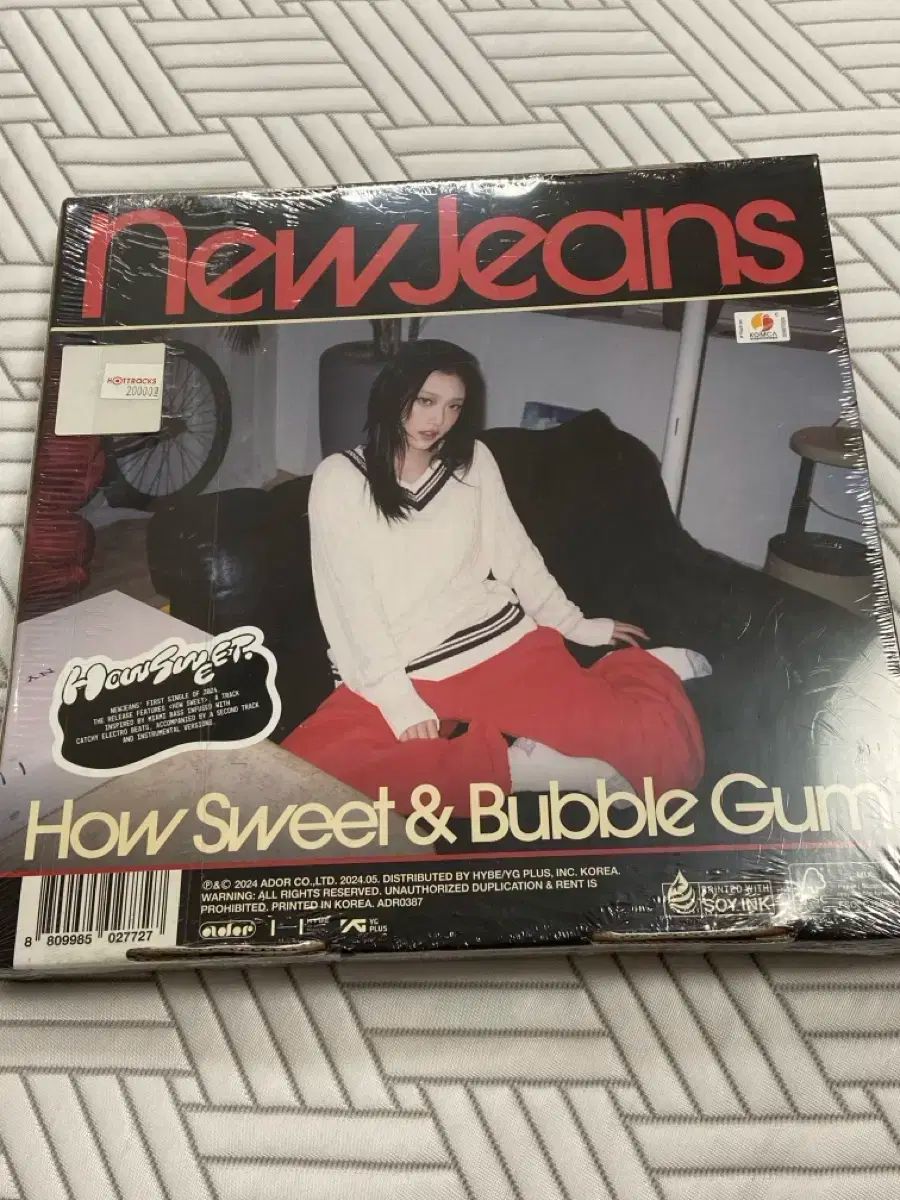 NewJeans
KOMCA
HOTTRACKS
HOWSWEET.
NEWJEANS' FIRST SINGLE OF 2024
THE RELEASE FEATURES <HOW SWEET>, A TRACK
INSPIRED BY MIAMI BASS INFUSED WITH
CATCHY ELECTRO BEATS, ACCOMPANIED BY A SECOND TRACK
AND INSTRUMENTAL VERSIONS.
How Sweet & Bubble Gum
℗&© 2024 ADOR CO.,LTD. 2024.05. DISTRIBUTED BY HYBE/YG PLUS, INC. KOREA.
WARNING: ALL RIGHTS RESERVED. UNAUTHORIZED DUPLICATION & RENT IS
PROHIBITED. PRINTED IN KOREA. ADR0387
8 809985 027727
ador
YG PLUS
PRINTED WITH
SOY INK
MIX